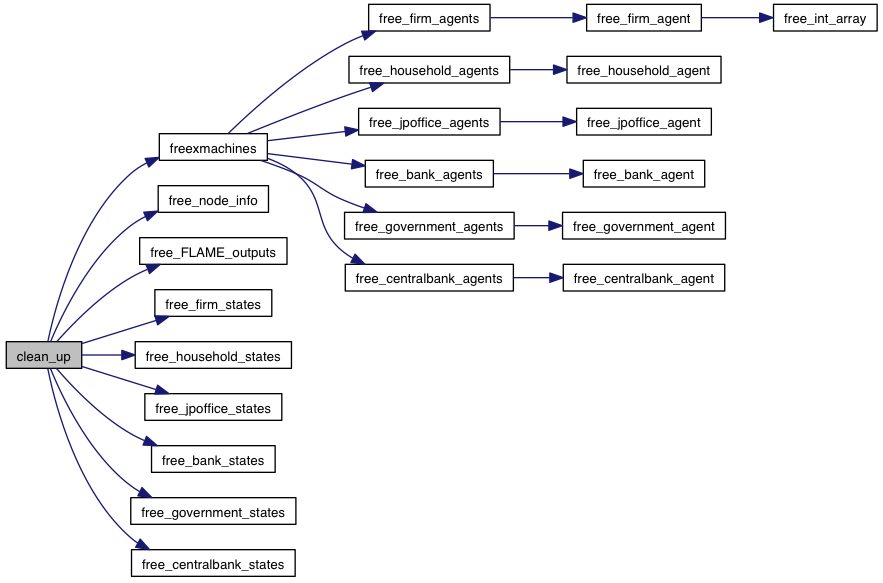 free_firm_agents
free_firm_agent
free_int_array
free_household_agents
free_household_agent
free_jpoffice_agents
free_jpoffice_agent
freexmachines
free_bank_agents
free_bank_agent
free_node_info
free_government_agents
free_government_agent
free_FLAME_outputs
free_centralbank_agents
free_centralbank_agent
free_firm_states
clean_up
free_household_states
free_jpoffice_states
free_bank_states
free_government_states
free_centralbank_states